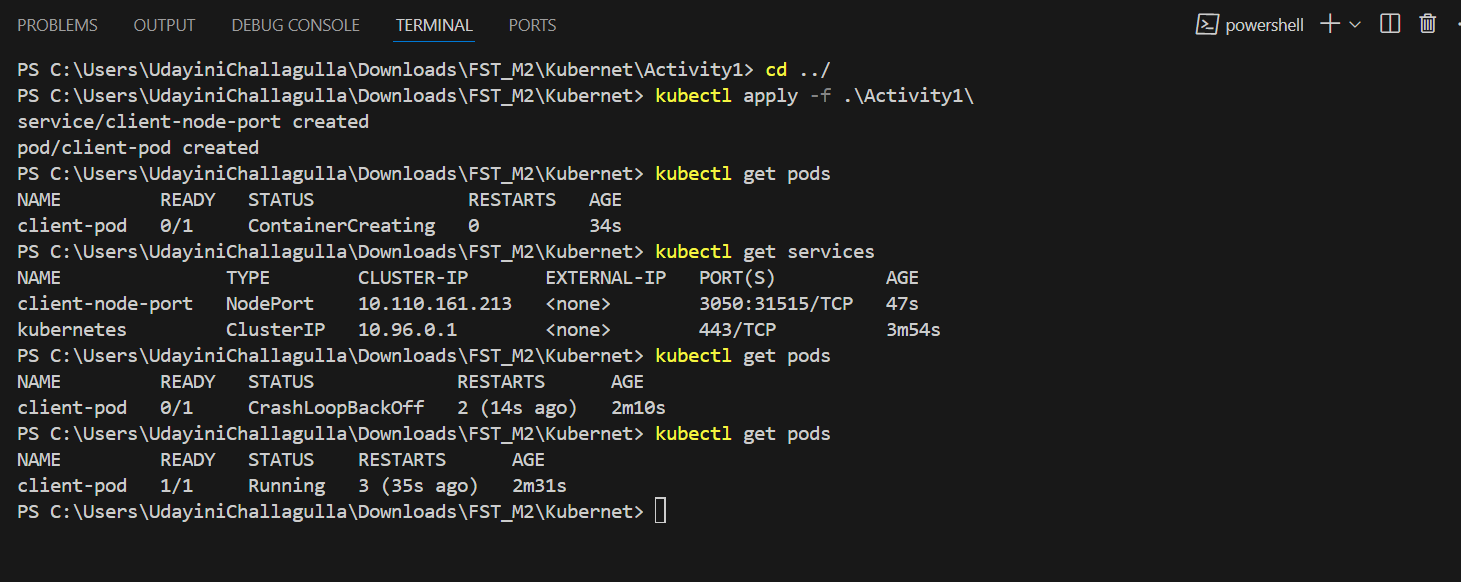 PROBLEMS OUTPUT DEBUG CONSOLE TERMINAL PORTS powershell
PS C:\Users\UdayiniChallagulla\Downloads\FST_M2\Kubernet\Activity1> cd ../
PS C:\Users\UdayiniChallagulla\Downloads\FST_M2\Kubernet> kubectl apply -f .\Activity1\
service/client-node-port created
pod/client-pod created
PS C:\Users\UdayiniChallagulla\Downloads\FST_M2\Kubernet> kubectl get pods
NAME READY STATUS RESTARTS AGE
client-pod 0/1 ContainerCreating 0 34s
PS C:\Users\UdayiniChallagulla\Downloads\FST_M2\Kubernet> kubectl get services
NAME TYPE CLUSTER-IP EXTERNAL-IP PORT(S) AGE
client-node-port NodePort 10.110.161.213 <none> 3050:31515/TCP 47s
kubernetes ClusterIP 10.96.0.1 <none> 443/TCP 3m54s
PS C:\Users\UdayiniChallagulla\Downloads\FST_M2\Kubernet> kubectl get pods
NAME READY STATUS RESTARTS AGE
client-pod 0/1 CrashLoopBackOff 2 (14s ago) 2m10s
PS C:\Users\UdayiniChallagulla\Downloads\FST_M2\Kubernet> kubectl get pods
NAME READY STATUS RESTARTS AGE
client-pod 1/1 Running 3 (35s ago) 2m31s
PS C:\Users\UdayiniChallagulla\Downloads\FST_M2\Kubernet>